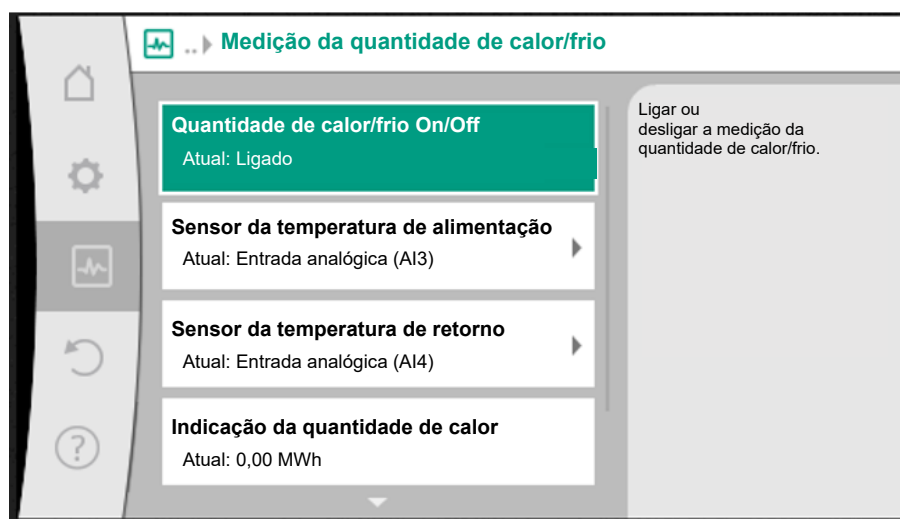 .. Medição da quantidade de calor/frio
Quantidade de calor/frio On/Off
Atual: Ligado
Sensor da temperatura de alimentação
Atual: Entrada analógica (AI3)
Sensor da temperatura de retorno
Atual: Entrada analógica (AI4)
Indicação da quantidade de calor
Atual: 0,00 MWh
Ligar ou
desligar a medição da
quantidade de calor/frio.